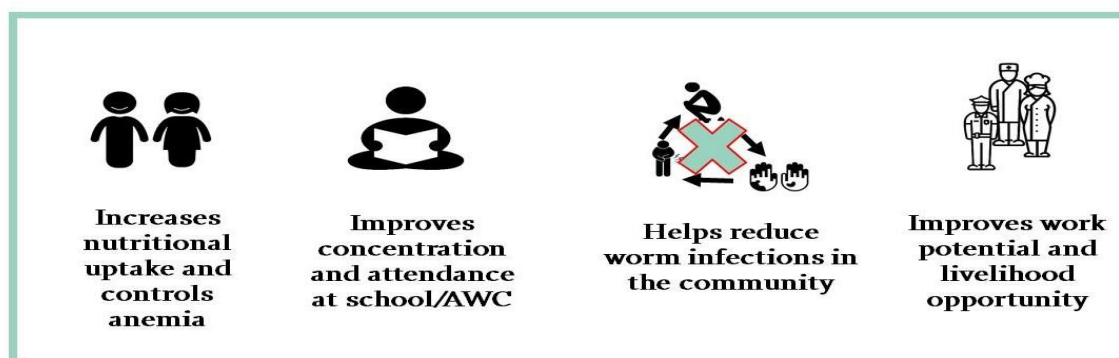 Increases
nutritional
uptake and
controls
anemia
Improves
concentration
and attendance
at school/AWC
Helps reduce
worm infections in
the community
Improves work
potential and
livelihood
opportunity